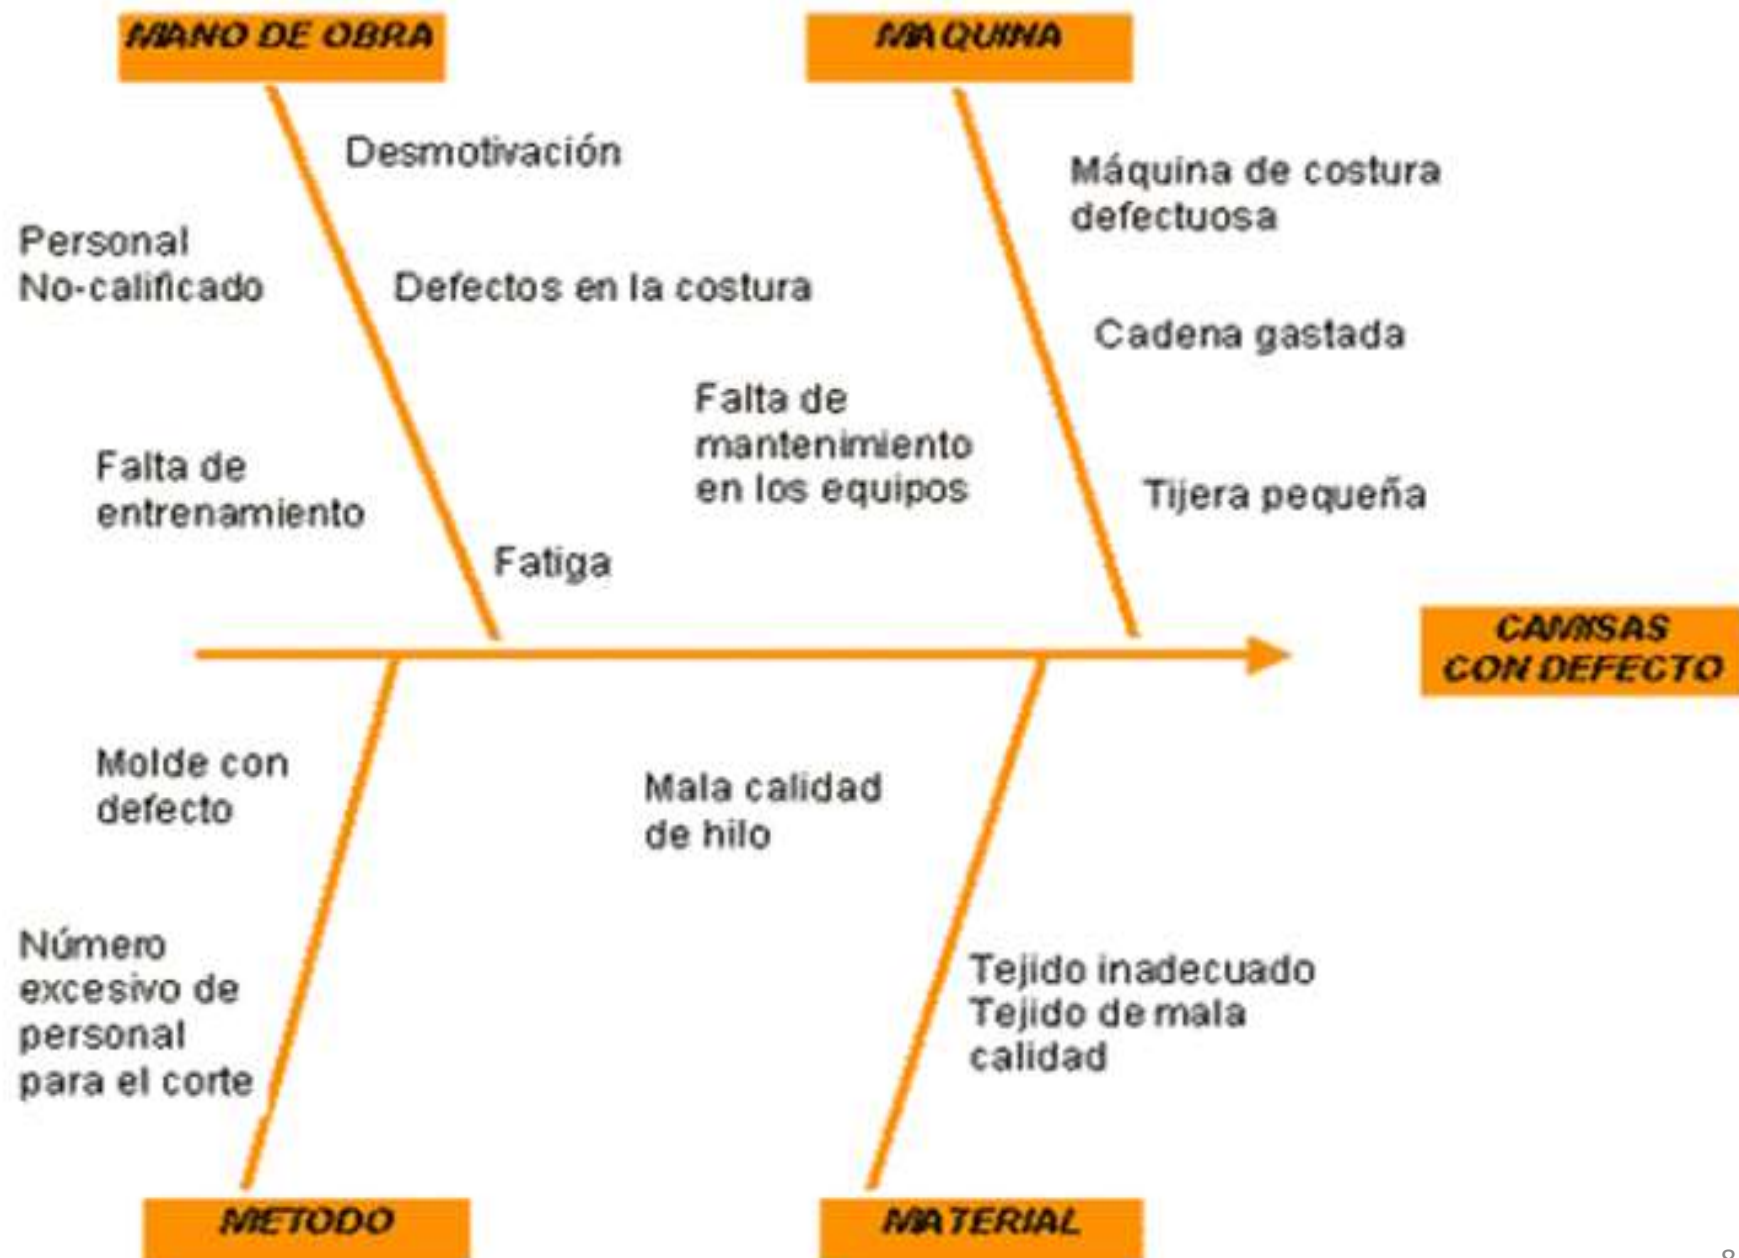 MANO DE OBRA
MAQUINA
Desmotivación
Máquina de costura
defectuosa
Personal
No-calificado
Defectos en la costura
Cadena gastada
Falta de
mantenimiento
en los equipos
Falta de
entrenamiento
Tijera pequeña
Fatiga
CAMISAS
CON DEFECTO
Molde con
defecto
Mala calidad
de hilo
Número
excesivo de
personal
para el corte
Tejido inadecuado
Tejido de mala
calidad
METODO
MATERIAL
8